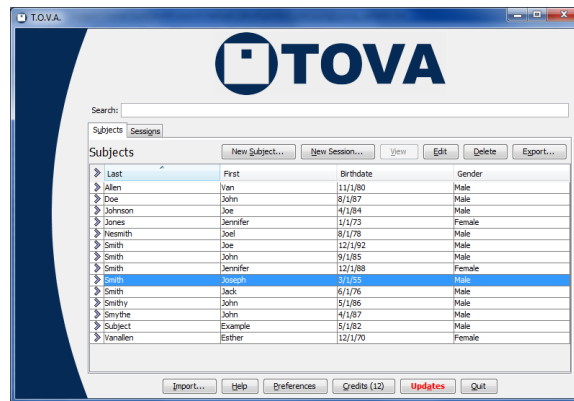 T.O.V.A.
TOVA
Search:
Subjects Sessions
Subjects New Subject... New Session... View Edit Delete Export...
Last First Birthdate Gender
Allen Van 11/1/80 Male
Doe John 8/1/87 Male
Johnson Joe 4/1/84 Male
Jones Jennifer 1/1/73 Female
Nesmith Joel 8/1/78 Male
Smith Joe 12/1/92 Male
Smith John 9/1/85 Male
Smith Jennifer 12/1/88 Female
Smith Joseph 3/1/55 Male
Smith Jack 6/1/76 Male
Smithy John 5/1/86 Male
Smythe John 4/1/87 Male
Subject Example 5/1/82 Male
Vanallen Esther 12/1/70 Female
Import... Help Preferences Credits (12) Updates Quit